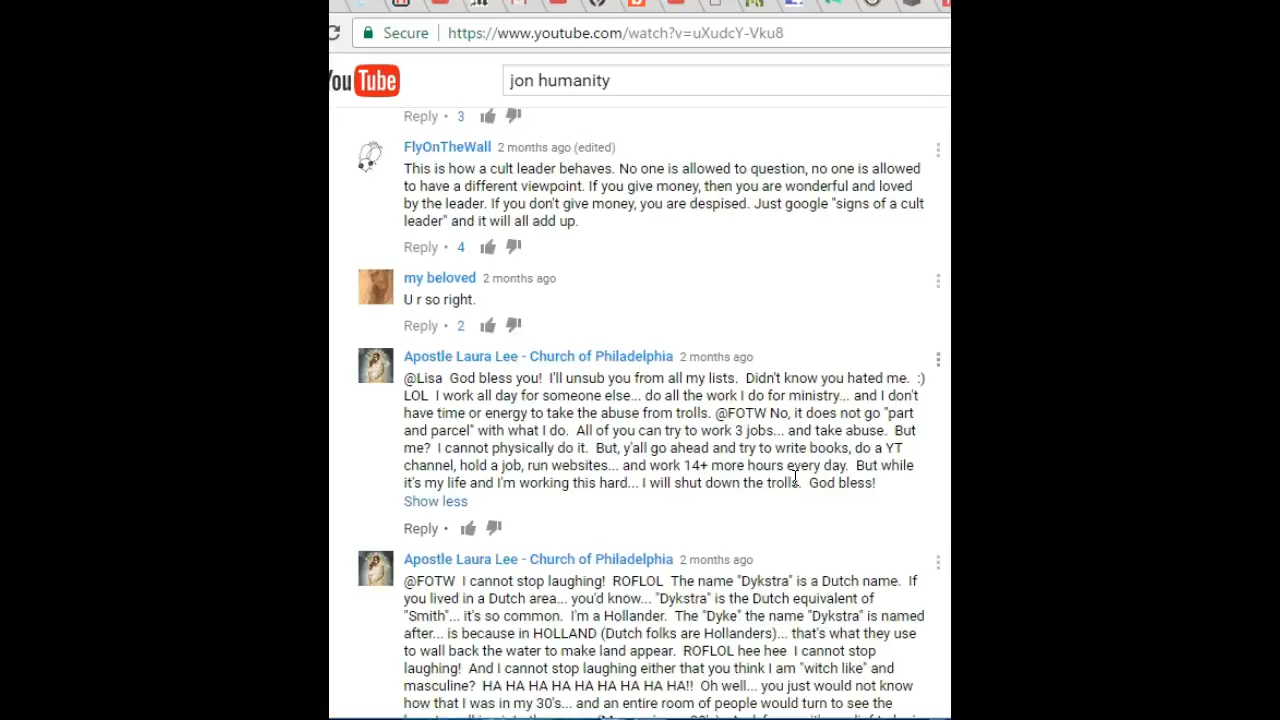 Secure https://www.youtube.com/watch?v=uXudcY-Vku8
You Tube
jon humanity
Reply • 3
FlyOnTheWall 2 months ago (edited)
This is how a cult leader behaves. No one is allowed to question, no one is allowed
to have a different viewpoint. If you give money, then you are wonderful and loved
by the leader. If you don't give money, you are despised. Just google "signs of a cult
leader" and it will all add up.
Reply • 4
my beloved 2 months ago
U r so right.
Reply • 2
Apostle Laura Lee - Church of Philadelphia 2 months ago
@Lisa God bless you! I'll unsub you from all my lists. Didn't know you hated me. :)
LOL I work all day for someone else... do all the work I do for ministry... and I don't
have time or energy to take the abuse from trolls. @FOTW No, it does not go "part
and parcel" with what I do. All of you can try to work 3 jobs... and take abuse. But
me? I cannot physically do it. But, y'all go ahead and try to write books, do a YT
channel, hold a job, run websites... and work 14+ more hours every day. But while
it's my life and I'm working this hard... I will shut down the trolls. God bless!
Show less
Reply •
Apostle Laura Lee - Church of Philadelphia 2 months ago
@FOTW I cannot stop laughing! ROFLOL The name "Dykstra" is a Dutch name. If
you lived in a Dutch area... you'd know... "Dykstra" is the Dutch equivalent of
"Smith"... it's so common. I'm a Hollander. The "Dyke" the name "Dykstra" is named
after... is because in HOLLAND (Dutch folks are Hollanders)... that's what they use
to wall back the water to make land appear. ROFLOL hee hee I cannot stop
laughing! And I cannot stop laughing either that you think I am "witch like" and
masculine? HA HA HA HA HA HA HA HA HA!! Oh well... you just would not know
how that I was in my 30's... and an entire room of people would turn to see the